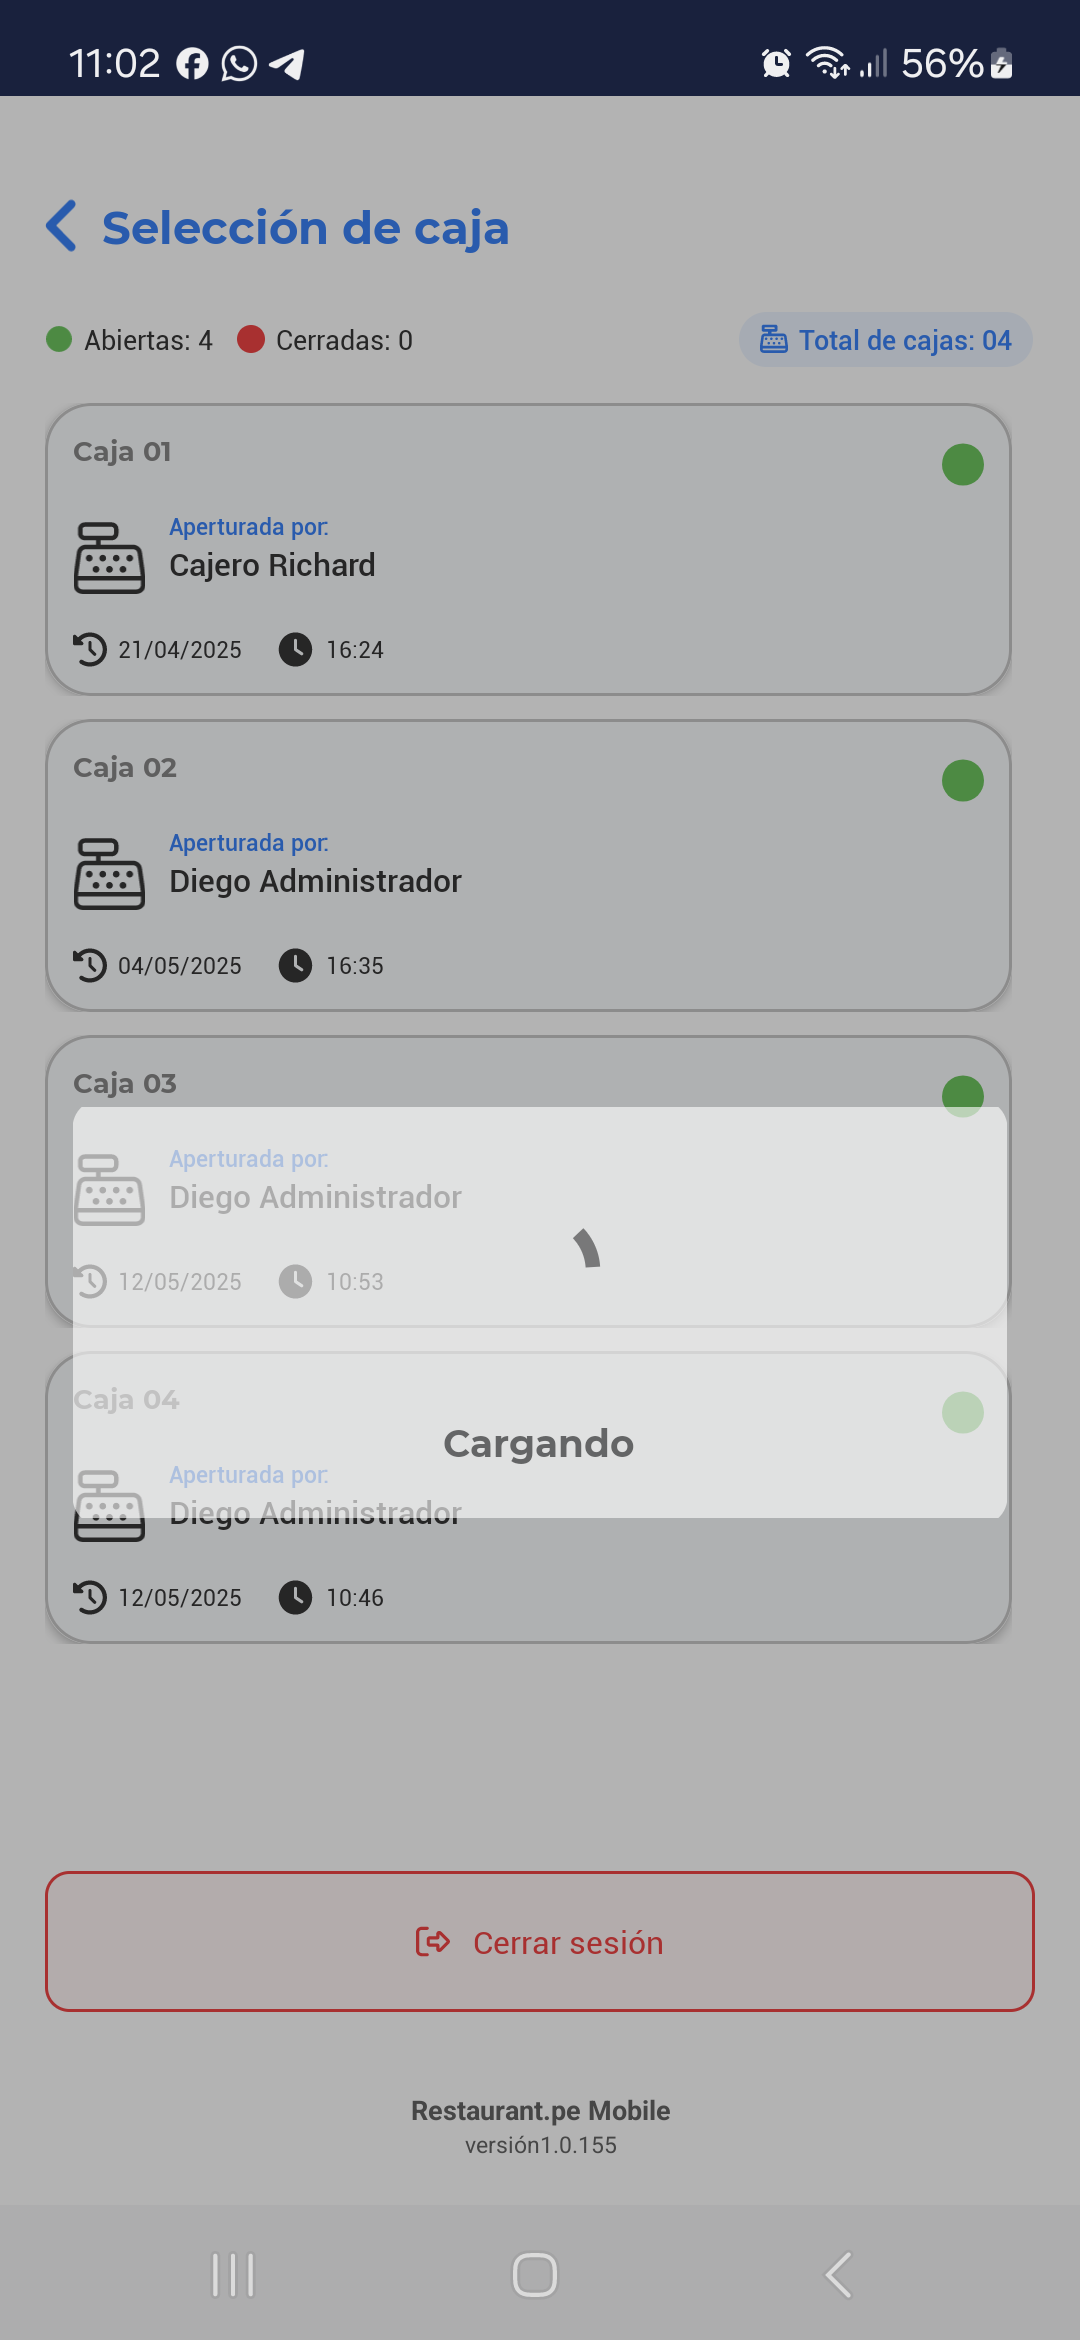 11:02
56%
Selección de caja
Abiertas: 4
Cerradas: 0
Total de cajas: 04
Caja 01
Aperturada por:
Cajero Richard
21/04/2025
16:24
Caja 02
Aperturada por:
Diego Administrador
04/05/2025
16:35
Caja 03
Aperturada por:
Diego Administrador
12/05/2025
10:53
Caja 04
Cargando
Aperturada por:
Diego Administrador
12/05/2025
10:46
Cerrar sesión
Restaurant.pe Mobile
versión1.0.155